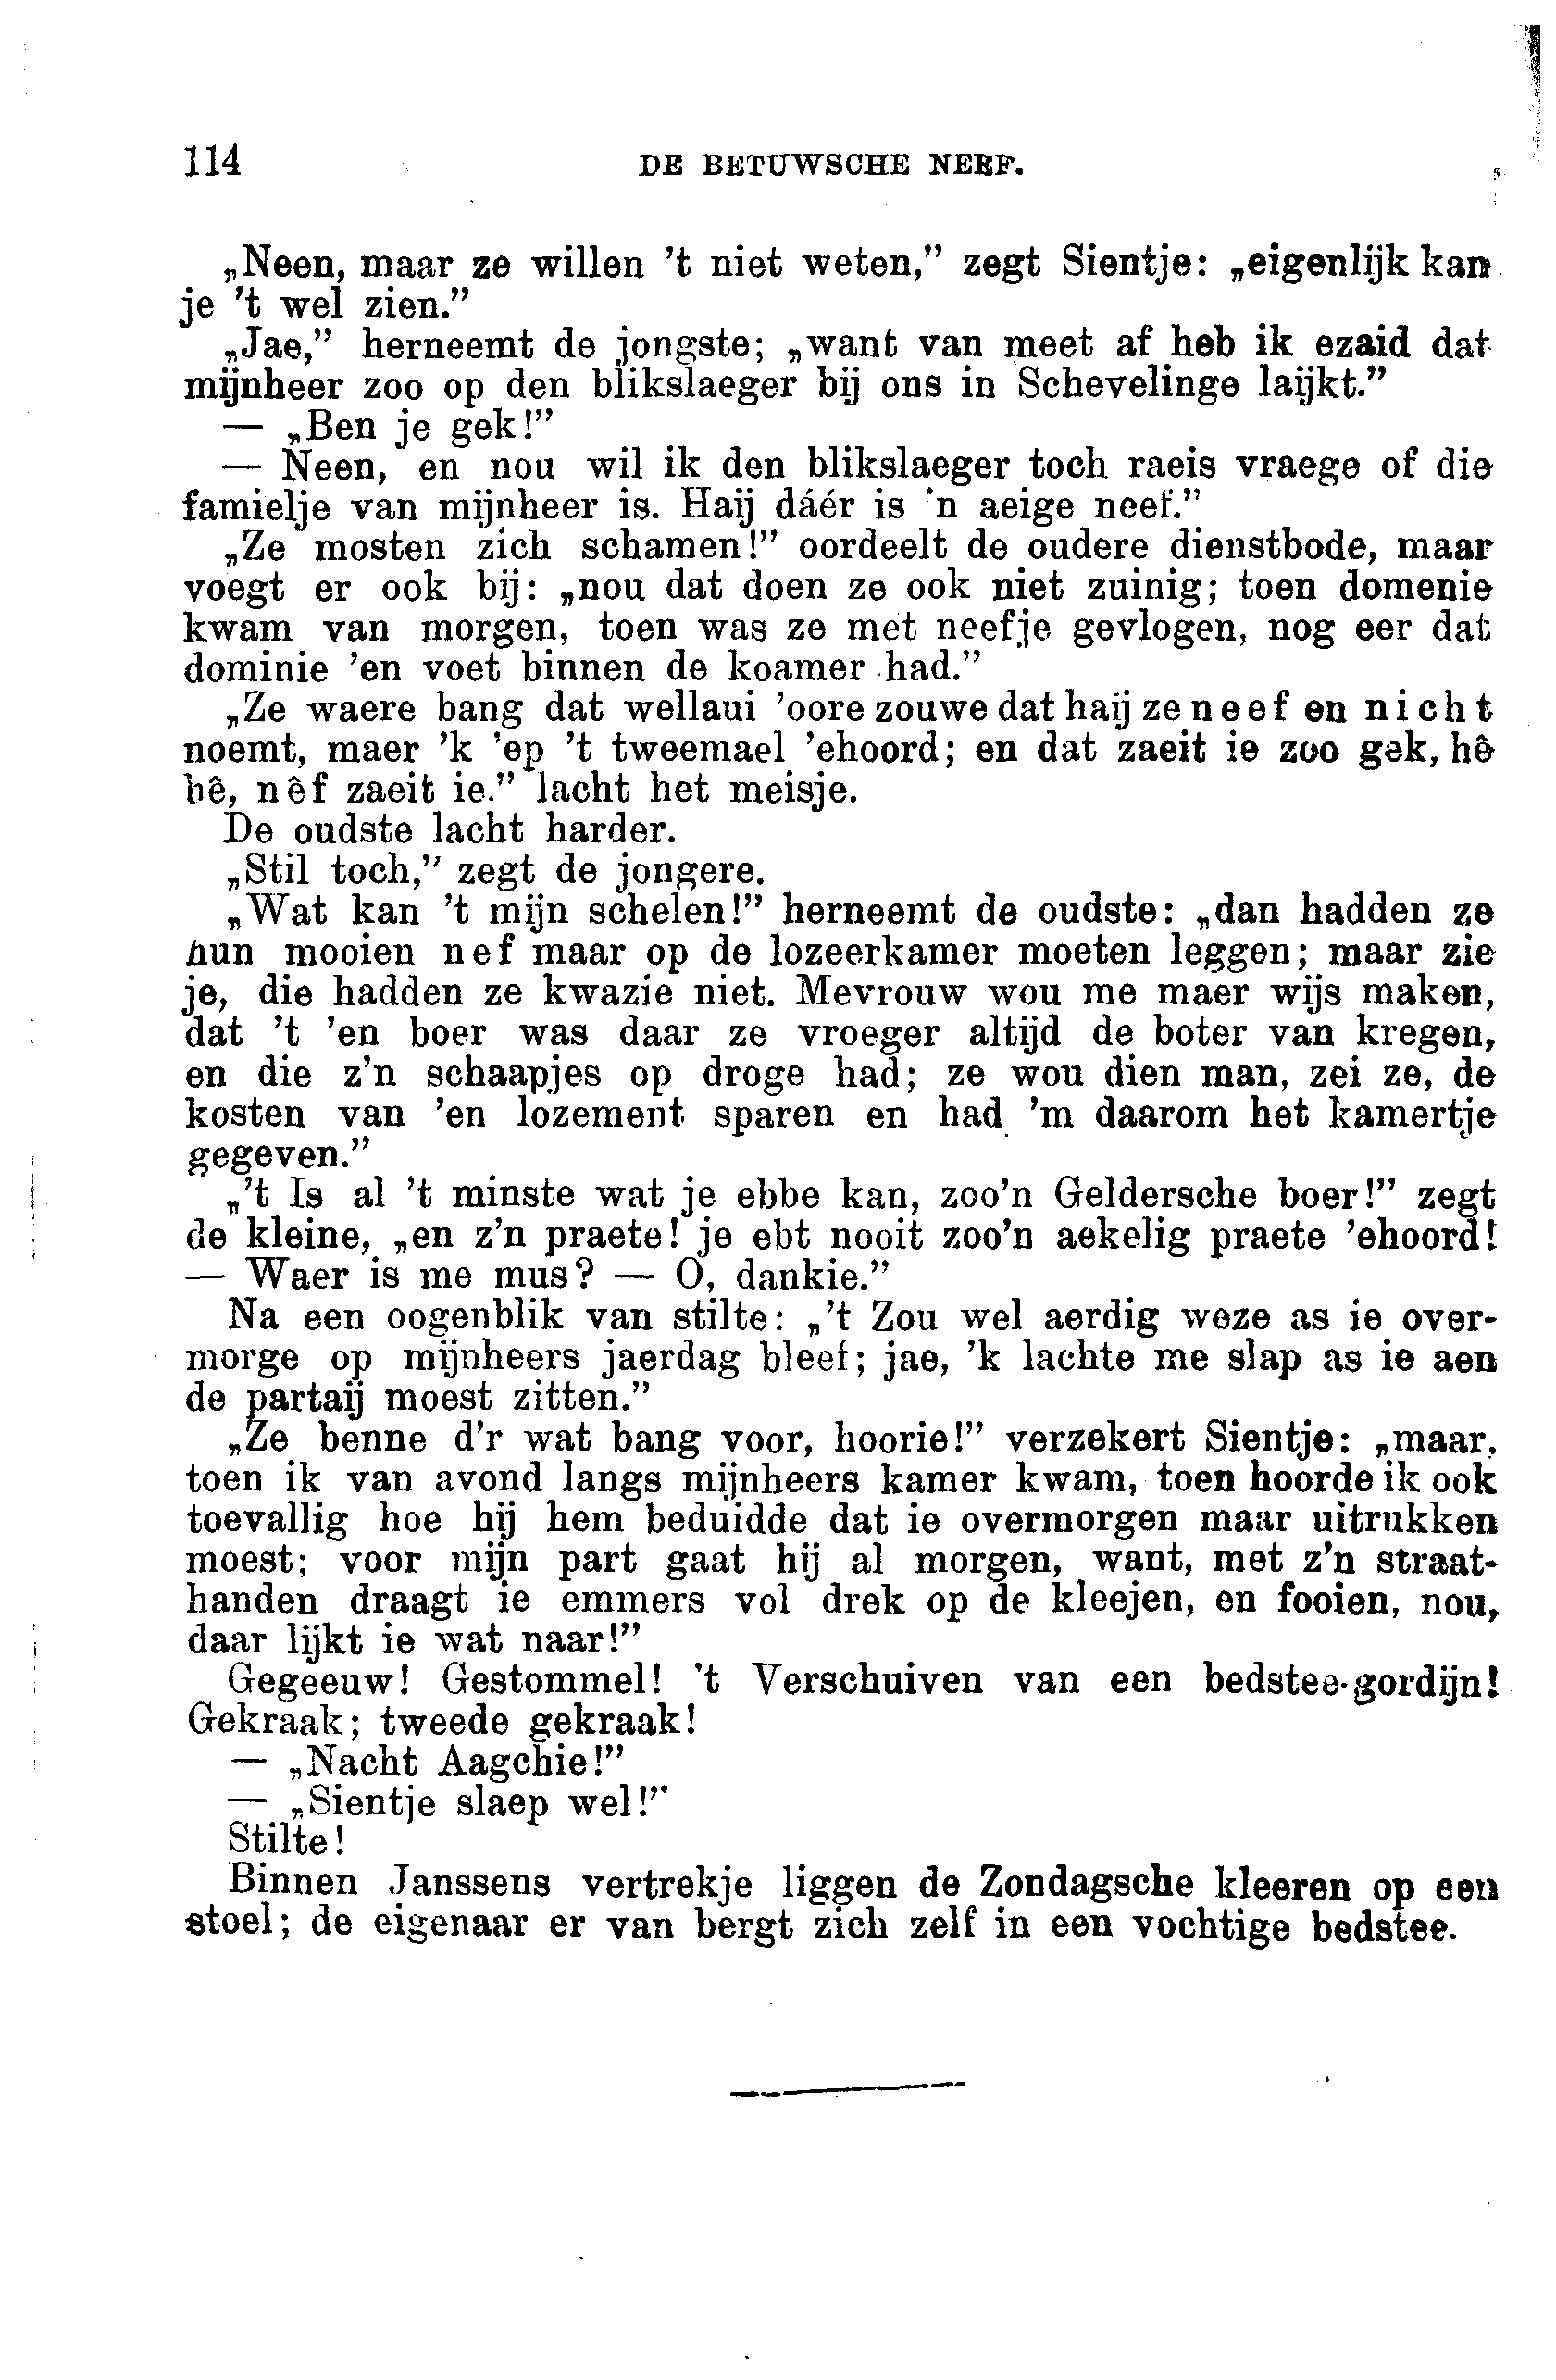 114 DE BETUWSCHE NEEF.
„Neen, maar ze willen 't niet weten,” zegt Sientje: „eigenlijk kan
je 't wel zien.”
„Jae,” herneemt de jongste; „want van meet af heb ik ezaid dat
mijnheer zoo op den blikslaeger bij ons in Schevelinge laijkt.”
— „Ben je gek!”
— Neen, en nou wil ik den blikslaeger toch raeis vraege of die
famielje van mijnheer is. Haij dáér is 'n aeige neef.”
„Ze mosten zich schamen!” oordeelt de oudere dienstbode, maar
voegt er ook bij: „nou dat doen ze ook niet zuinig; toen domenie
kwam van morgen, toen was ze met neefje gevlogen, nog eer dat
dominie 'en voet binnen de koamer had.”
„Ze waere bang dat wellaui 'oore zouwe dat haij ze neef en nicht
noemt, maer 'k 'ep 't tweemael 'ehoord; en dat zaeit ie zoo gek, hê
hê, nêf zaeit ie.” lacht het meisje.
De oudste lacht harder.
„Stil toch,” zegt de jongere.
„Wat kan 't mijn schelen!” herneemt de oudste: „dan hadden ze
hun mooien nef maar op de lozeerkamer moeten leggen; maar zie
je, die hadden ze kwazie niet. Mevrouw wou me maer wijs maken,
dat 't 'en boer was daar ze vroeger altijd de boter van kregen,
en die z'n schaapjes op droge had; ze wou dien man, zei ze, de
kosten van 'en lozement sparen en had 'm daarom het kamertje
gegeven.”
„'t Is al 't minste wat je ebbe kan, zoo'n Geldersche boer!” zegt
de kleine, „en z'n praete! je ebt nooit zoo'n aekelig praete 'ehoord!
— Waer is me mus? — O, dankie.”
Na een oogenblik van stilte: „'t Zou wel aerdig weze as ie over-
morge op mijnheers jaerdag bleef; jae, 'k lachte me slap as ie aen
de partaij moest zitten.”
„Ze benne d'r wat bang voor, hoorie!” verzekert Sientje: „maar,
toen ik van avond langs mijnheers kamer kwam, toen hoorde ik ook
toevallig hoe hij hem beduidde dat ie overmorgen maar uitrukken
moest; voor mijn part gaat hij al morgen, want, met z'n straat-
handen draagt ie emmers vol drek op de kleejen, en fooien, nou,
daar lijkt ie wat naar!”
Gegeeuw! Gestommel! 't Verschuiven van een bedstee-gordijn!
Gekraak; tweede gekraak!
— „Nacht Aagchie!”
— „Sientje slaep wel!”
Stilte!
Binnen Janssens vertrekje liggen de Zondagsche kleeren op een
stoel; de eigenaar er van bergt zich zelf in een vochtige bedstee.